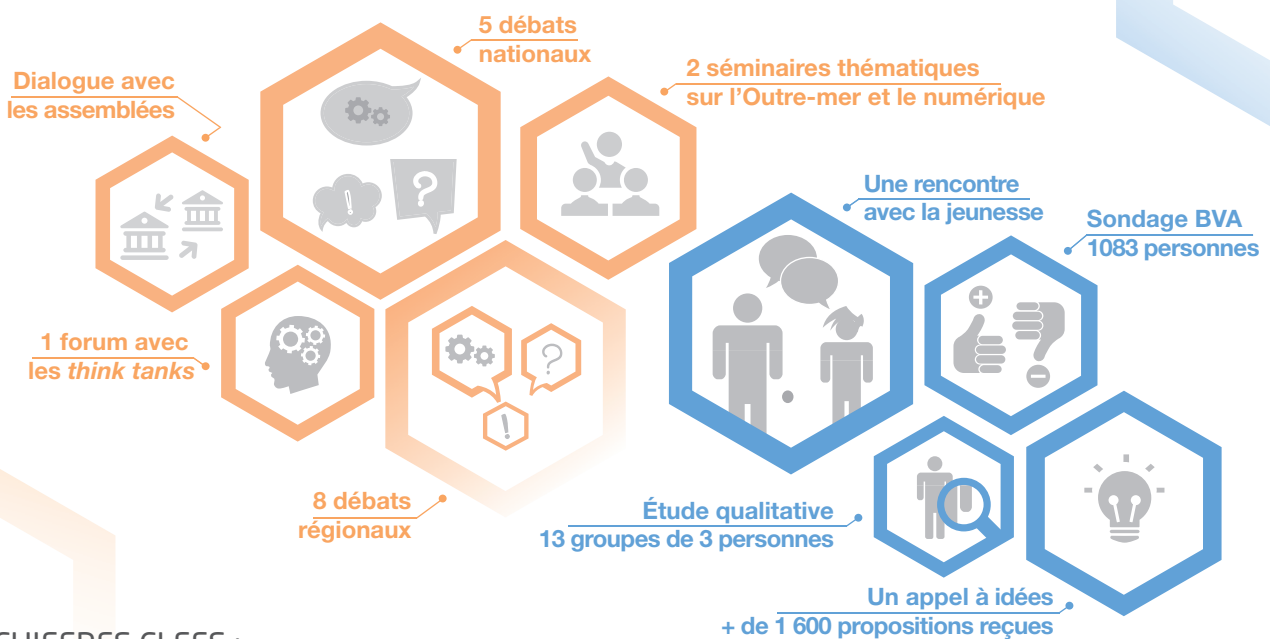 5 débats
nationaux
Dialogue avec
les assemblées
2 séminaires thématiques
sur l'Outre-mer et le numérique
Une rencontre
avec la jeunesse
Sondage BVA
1083 personnes
1 forum avec
les think tanks
8 débats
régionaux
Étude qualitative
13 groupes de 3 personnes
Un appel à idées
+ de 1 600 propositions reçues